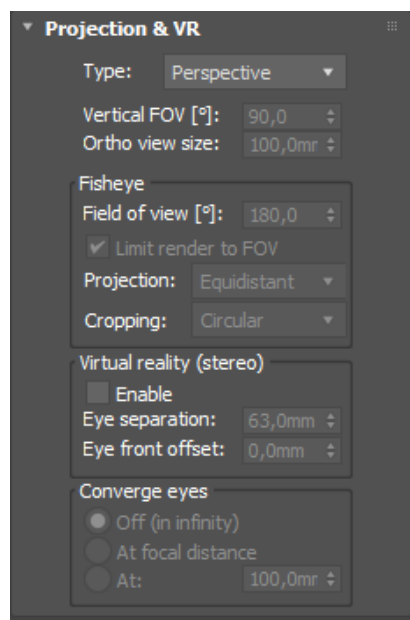 Projection & VR
Type: Perspective
Vertical FOV [º]: 90,0
Ortho view size: 100,0mr
Fisheye
Field of view [º]: 180,0
Limit render to FOV
Projection: Equidistant
Cropping: Circular
Virtual reality (stereo)
Enable
Eye separation: 63,0mm
Eye front offset: 0,0mm
Converge eyes
Off (in infinity)
At focal distance
At: 100,0mr